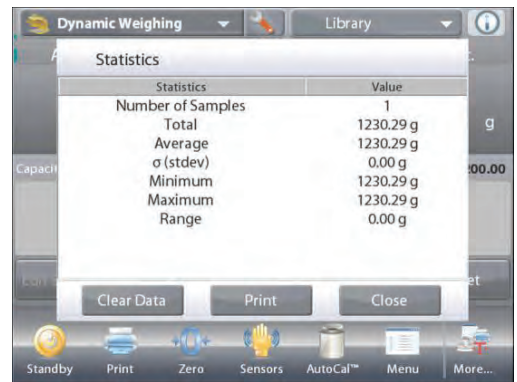 Dynamic Weighing Library
Statistics
Statistics Value
Number of Samples 1
Total 1230.29 g
Average 1230.29 g
σ (stdev) 0.00 g
Minimum 1230.29 g
Maximum 1230.29 g
Range 0.00 g
g
Capacit 200.00
et
Clear Data Print Close
Standby Print Zero Sensors AutoCal™ Menu More...